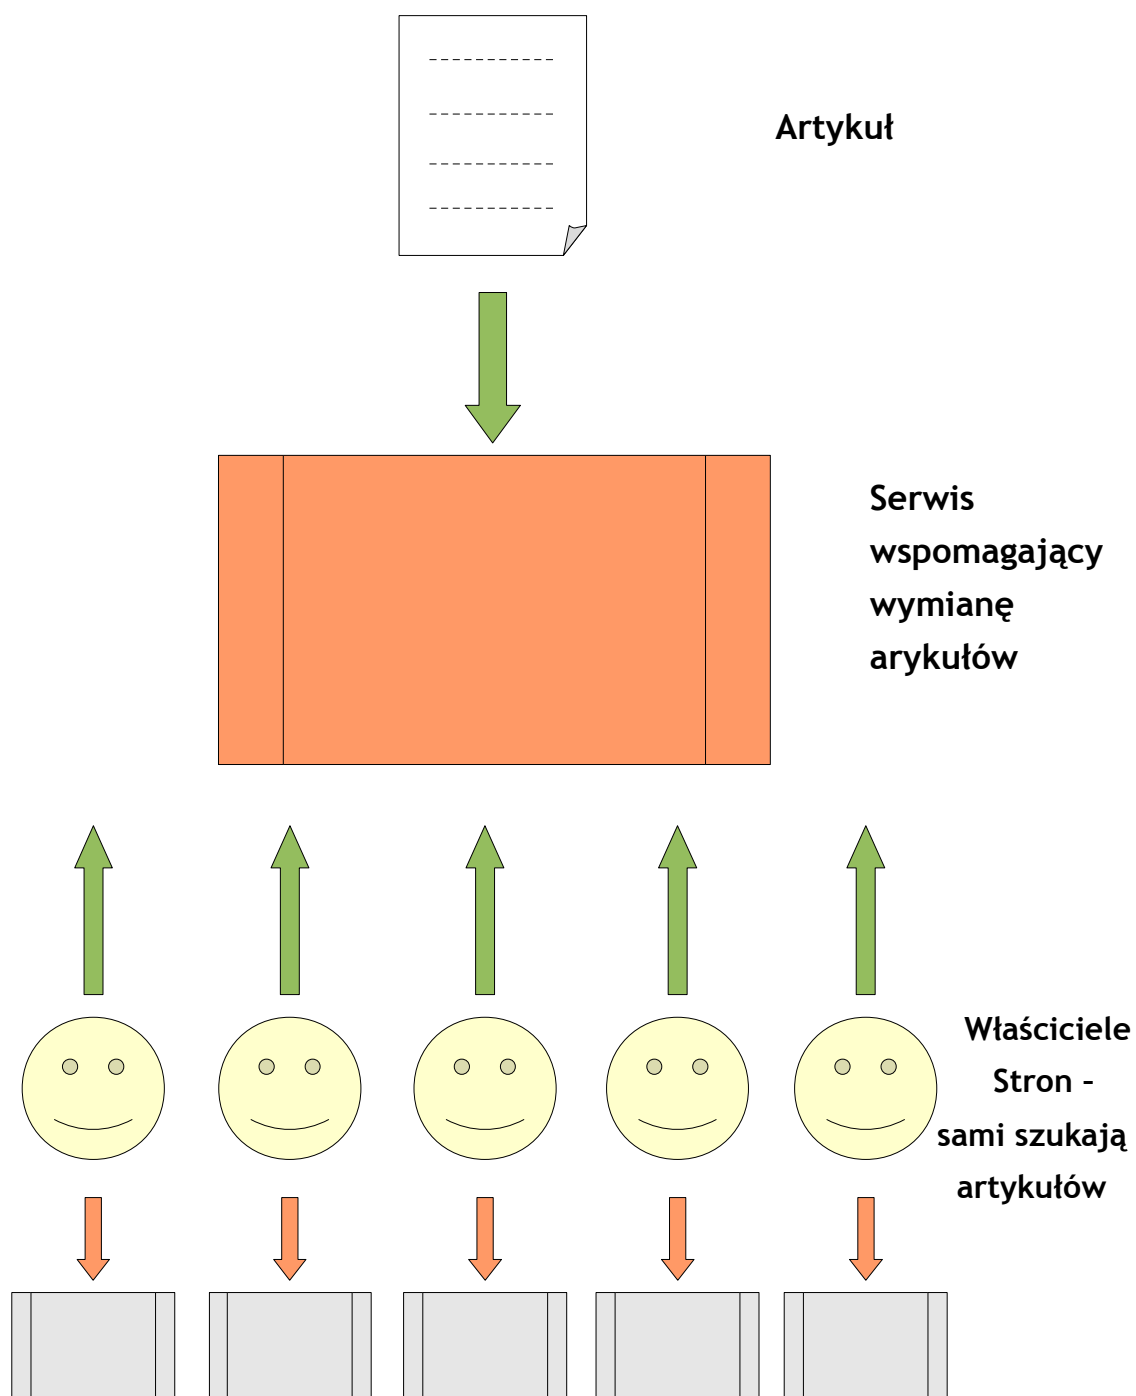 Artykuł
Serwis
wspomagający
wymianę
arykułów
Właściciele
Stron –
sami szukają
artykułów